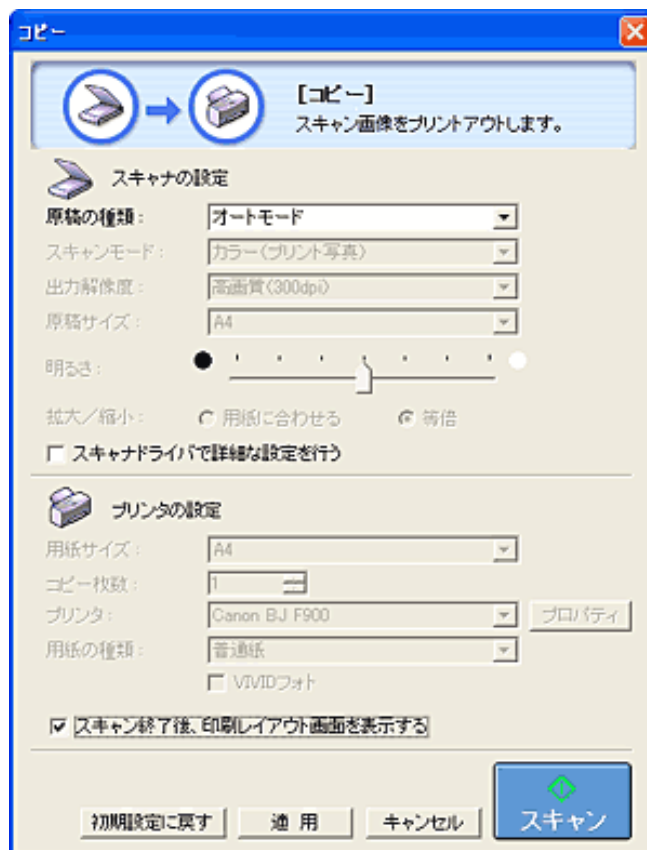 コピー
[コピー]
スキャン画像をプリントアウトします。
スキャナの設定
原稿の種類： オートモード
スキャンモード： カラー(プリント写真)
出力解像度： 高画質(300dpi)
原稿サイズ： A4
明るさ：
拡大／縮小： 用紙に合わせる 等倍
スキャナドライバで詳細な設定を行う
プリンタの設定
用紙サイズ： A4
コピー枚数： 1
プリンタ： Canon BJ F900 プロパティ
用紙の種類： 普通紙
VIVIDフォト
スキャン終了後、印刷レイアウト画面を表示する
初期設定に戻す 適 用 キャンセル スキャン